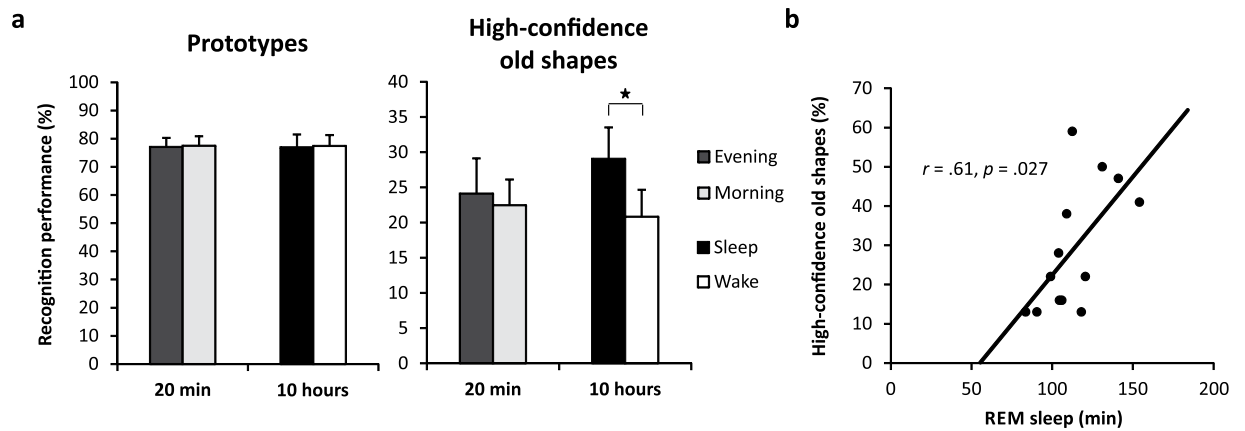 a
Prototypes
Recognition performance (%)
100
90
80
70
60
50
40
30
20
10
0
20 min
10 hours
High-confidence
old shapes
40
35
30
25
20
15
10
5
0
★
20 min
10 hours
Evening
Morning
Sleep
Wake
b
High-confidence old shapes (%)
70
60
50
40
30
20
10
0
r = .61, p = .027
0
50
100
150
200
REM sleep (min)